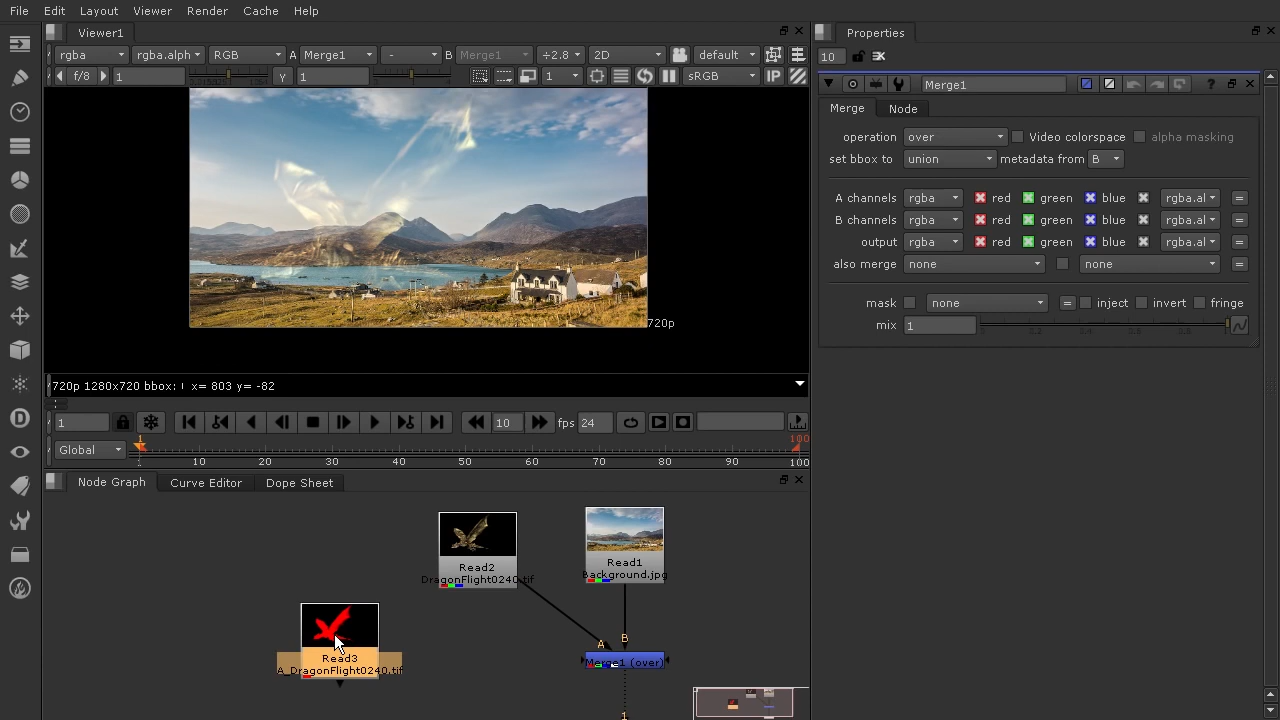 File Edit Layout Viewer Render Cache Help
Viewer1
Properties
rgba rgba.alph RGB A Merge1 - B Merge1 ÷2.8 2D default
10
f/8 1 Y 1 1 sRGB IP
Merge1 ?
Merge Node
operation over Video colorspace alpha masking
set bbox to union metadata from B
A channels rgba red green blue rgba.al =
B channels rgba red green blue rgba.al =
output rgba red green blue rgba.al =
also merge none none =
mask none = inject invert fringe
mix 1
720p
720p 1280x720 bbox: x= 803 y= -82
1 10 fps 24
1 100
Global
1 10 20 30 40 50 60 70 80 90 100
Node Graph Curve Editor Dope Sheet
Read2
DragonFlight0240.tif
Read1
Background.jpg
A B
Merge1 (over)
Read3
A_DragonFlight0240.tif
1